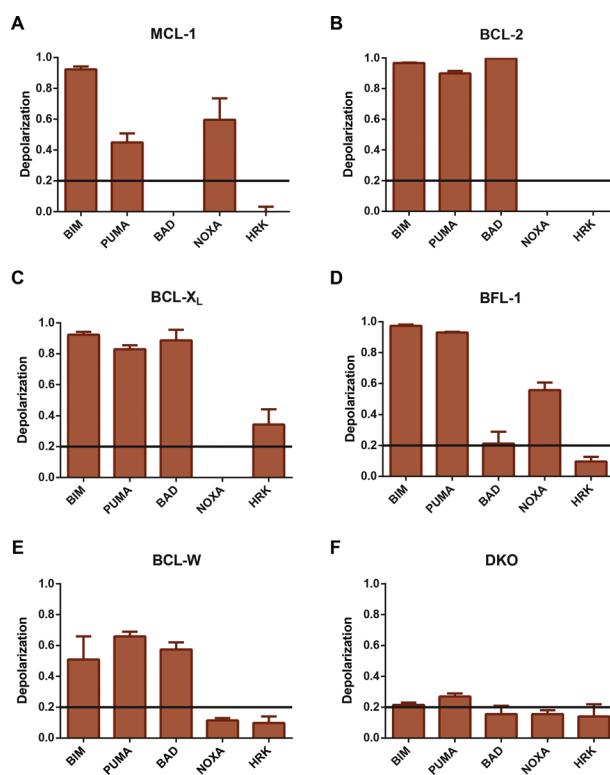 A
MCL-1
Depolarization
1.0
0.8
0.6
0.4
0.2
0.0
BIM
PUMA
BAD
NOXA
HRK
B
BCL-2
Depolarization
1.0
0.8
0.6
0.4
0.2
0.0
BIM
PUMA
BAD
NOXA
HRK
C
BCL-XL
Depolarization
1.0
0.8
0.6
0.4
0.2
0.0
BIM
PUMA
BAD
NOXA
HRK
D
BFL-1
Depolarization
1.0
0.8
0.6
0.4
0.2
0.0
BIM
PUMA
BAD
NOXA
HRK
E
BCL-W
Depolarization
1.0
0.8
0.6
0.4
0.2
0.0
BIM
PUMA
BAD
NOXA
HRK
F
DKO
Depolarization
1.0
0.8
0.6
0.4
0.2
0.0
BIM
PUMA
BAD
NOXA
HRK